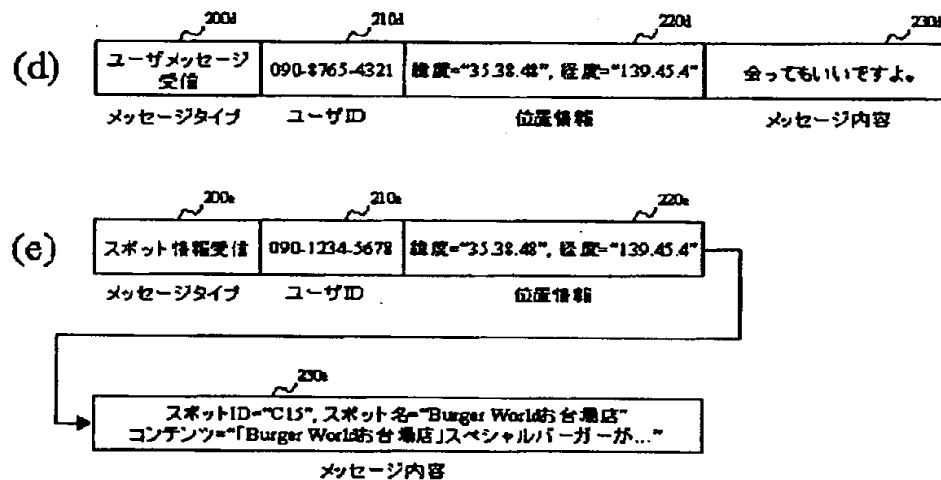 200d
210d
220d
230d
(d)
ユーザメッセージ
受信
090-8765-4321
緯度="35.38.48", 経度="139.45.4"
会ってもいいですよ。
メッセージタイプ
ユーザID
位置情報
メッセージ内容
200e
210e
220e
(e)
スポット情報受信
090-1234-5678
緯度="35.38.48", 経度="139.45.4"
メッセージタイプ
ユーザID
位置情報
230e
スポットID="C15", スポット名="Burger Worldお台場店"
コンテンツ="「Burger Worldお台場店」スペシャルバーガーが…"
メッセージ内容